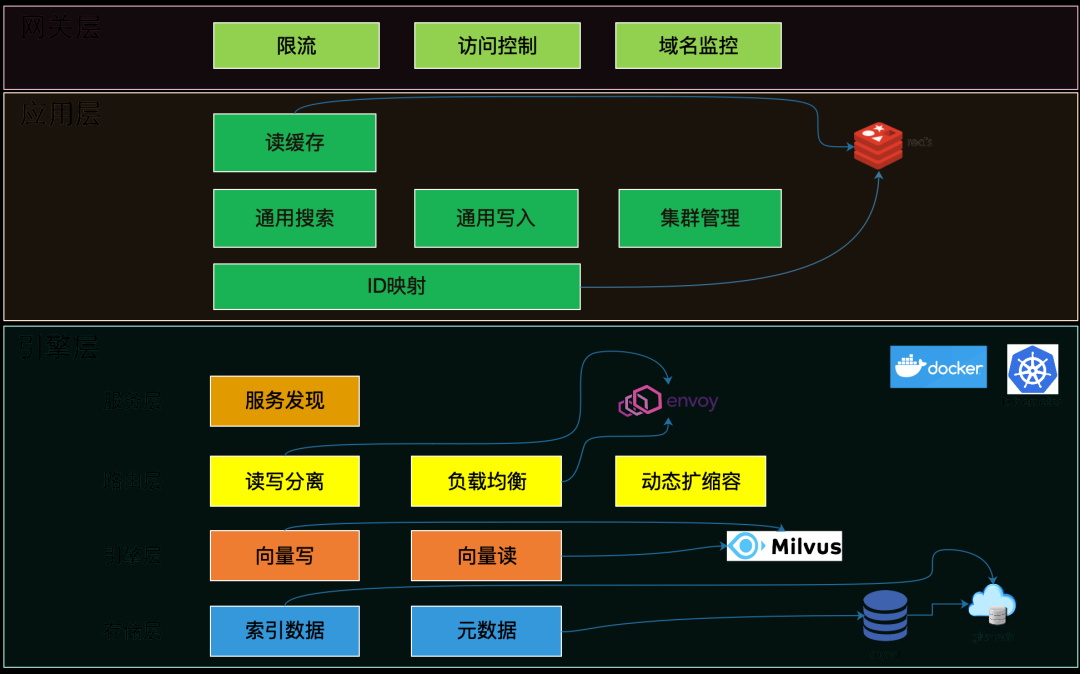 网关层
限流
访问控制
域名监控
应用层
读缓存
redis
通用搜索
通用写入
集群管理
ID映射
引擎层
docker
服务层
服务发现
envoy
路由层
读写分离
负载均衡
动态扩缩容
引擎层
向量写
向量读
Milvus
存储层
索引数据
元数据